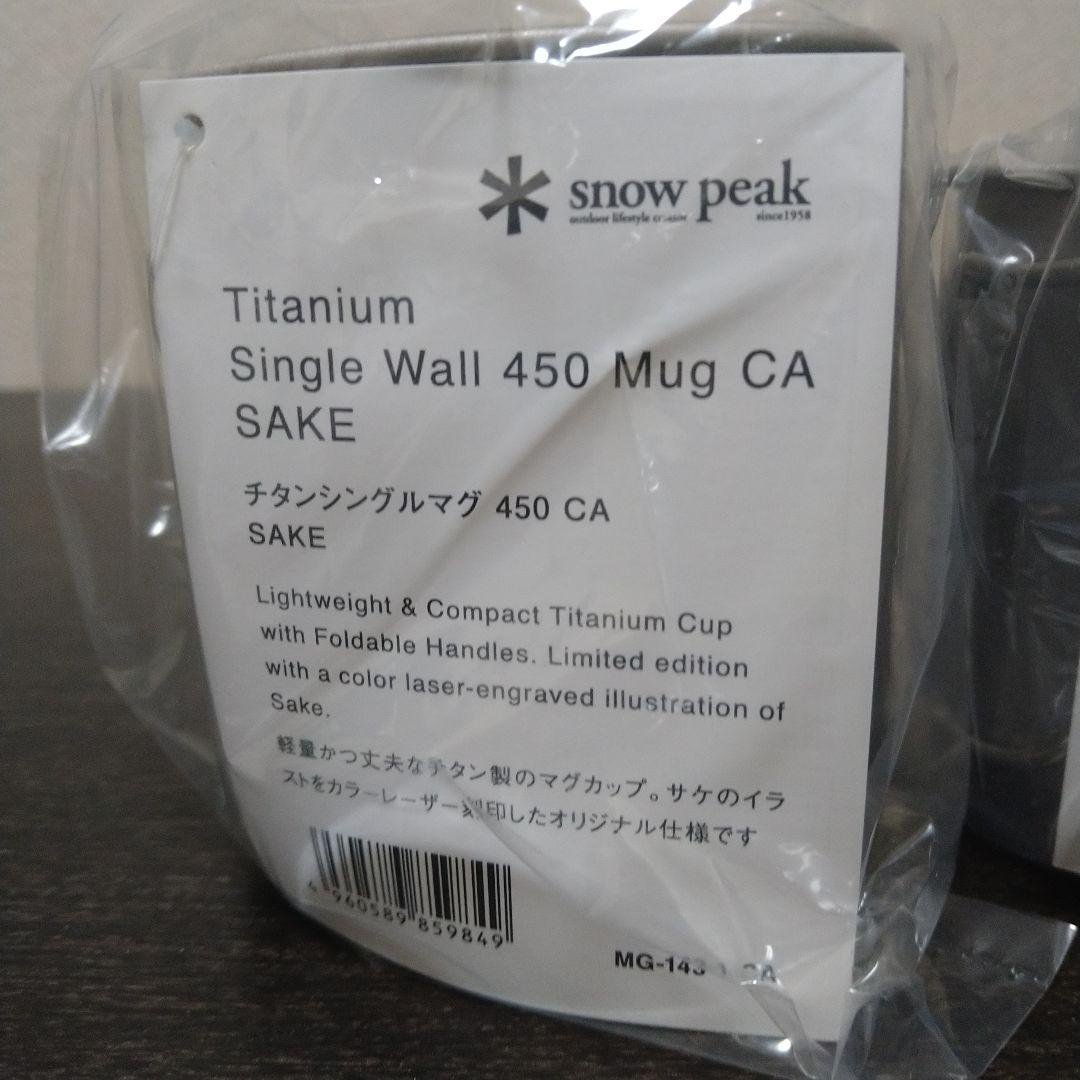 snow peak
outdoor lifestyle creator since1958
Titanium
Single Wall 450 Mug CA
SAKE
チタンシングルマグ 450 CA
SAKE
Lightweight & Compact Titanium Cup
with Foldable Handles. Limited edition
with a color laser-engraved illustration of
Sake.
軽量かつ丈夫なチタン製のマグカップ。サケのイラ
ストをカラーレーザー刻印したオリジナル仕様です
4 960589 859849